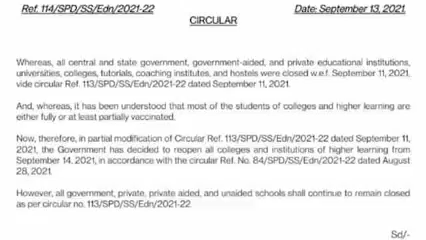 Ref. 114/SPD/SS/Edn/2021-22 Date: September 13, 2021.
CIRCULAR
Whereas, all central and state government, government-aided, and private educational institutions,
universities, colleges, tutorials, coaching institutes, and hostels were closed w.e.f. September 11, 2021,
vide circular Ref. 113/SPD/SS/Edn/2021-22 dated September 11, 2021.
And, whereas, it has been understood that most of the students of colleges and higher learning are
either fully or at least partially vaccinated.
Now, therefore, in partial modification of Circular Ref. 113/SPD/SS/Edn/2021-22 dated September 11,
2021, the Government has decided to reopen all colleges and institutions of higher learning from
September 14, 2021, in accordance with the circular Ref. No. 84/SPD/SS/Edn/2021-22 dated August
28, 2021.
However, all government, private, private aided, and unaided schools shall continue to remain closed
as per circular no. 113/SPD/SS/Edn/2021-22.
Sd/-